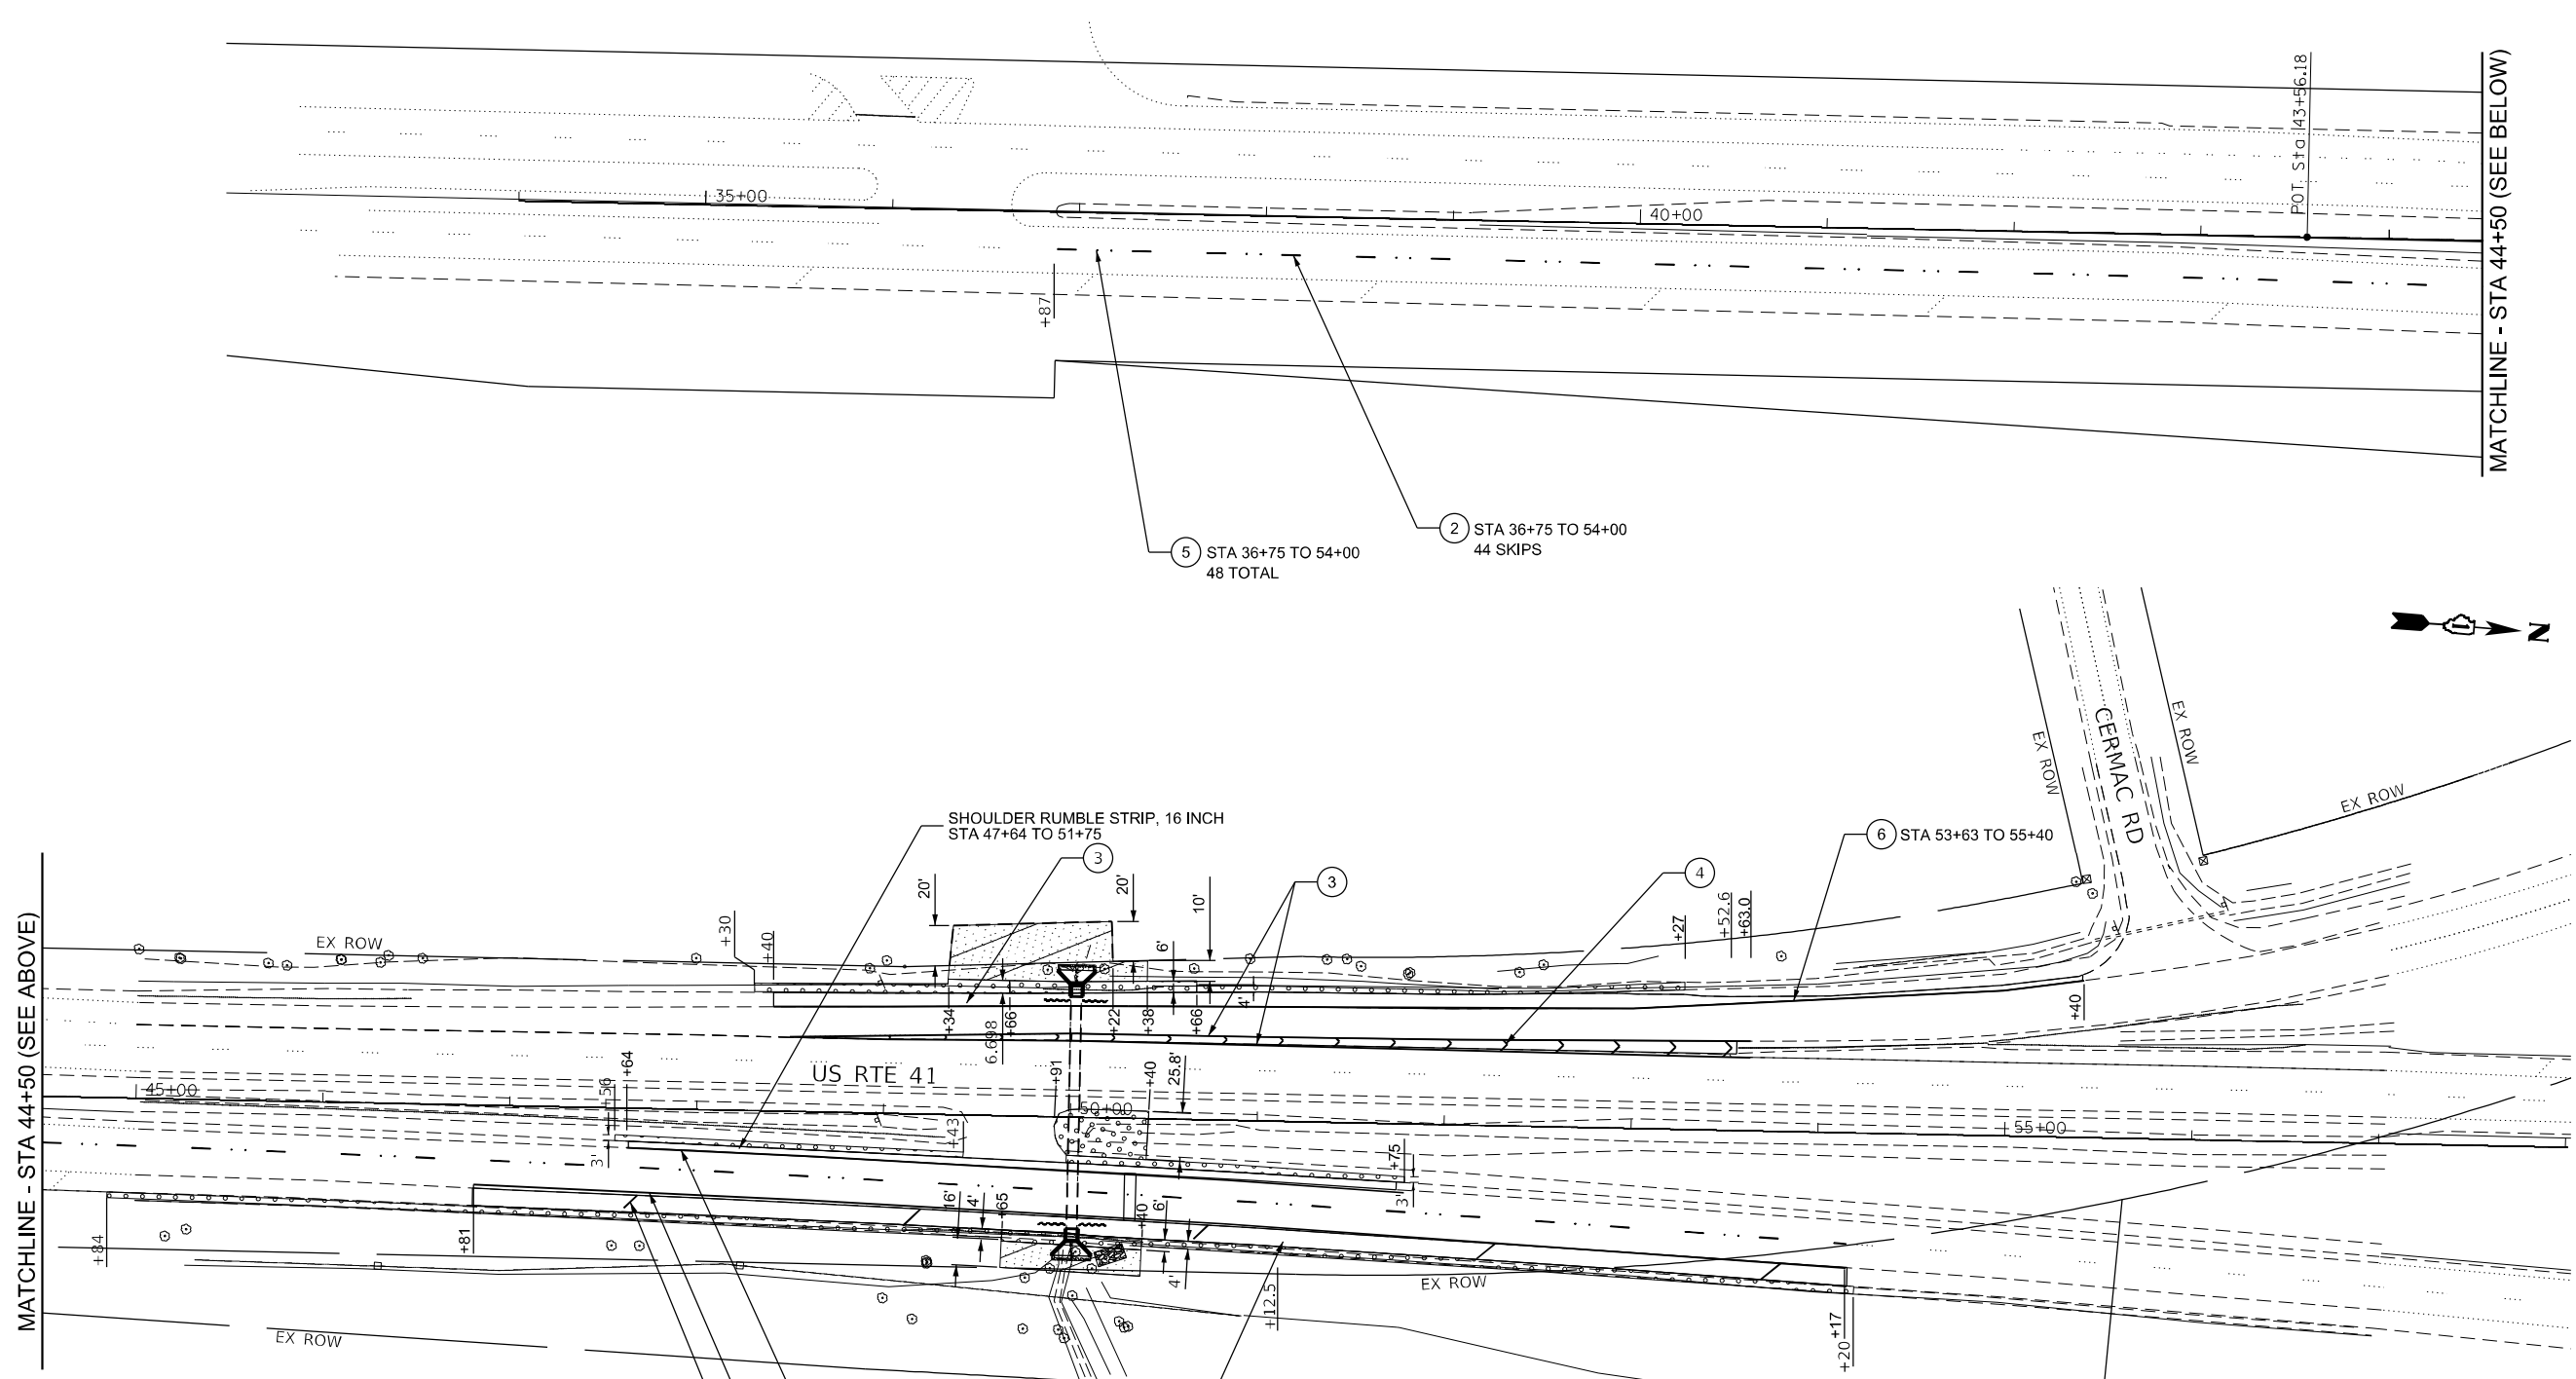 35+00
40+00
POT Sta 43+56.18
MATCHLINE - STA 44+50 (SEE BELOW)
+87
2 STA 36+75 TO 54+00
44 SKIPS
5 STA 36+75 TO 54+00
48 TOTAL
N
CERMAC RD
EX ROW
EX ROW
EX ROW
SHOULDER RUMBLE STRIP, 16 INCH
STA 47+64 TO 51+75
3
3
4
6 STA 53+63 TO 55+40
20'
20'
10'
6'
+30
+40
+27
+52.6
+63.0
EX ROW
MATCHLINE - STA 44+50 (SEE ABOVE)
+34
6.698
+66
+22
+38
4'
+66
+40
US RTE 41
+56
+64
+91
+40
25.8'
45+00
50+00
55+00
+43
3'
+75
3'
16'
4'
+65
+40
6'
4'
+84
+81
EX ROW
+12.5
+17
+20
EX ROW